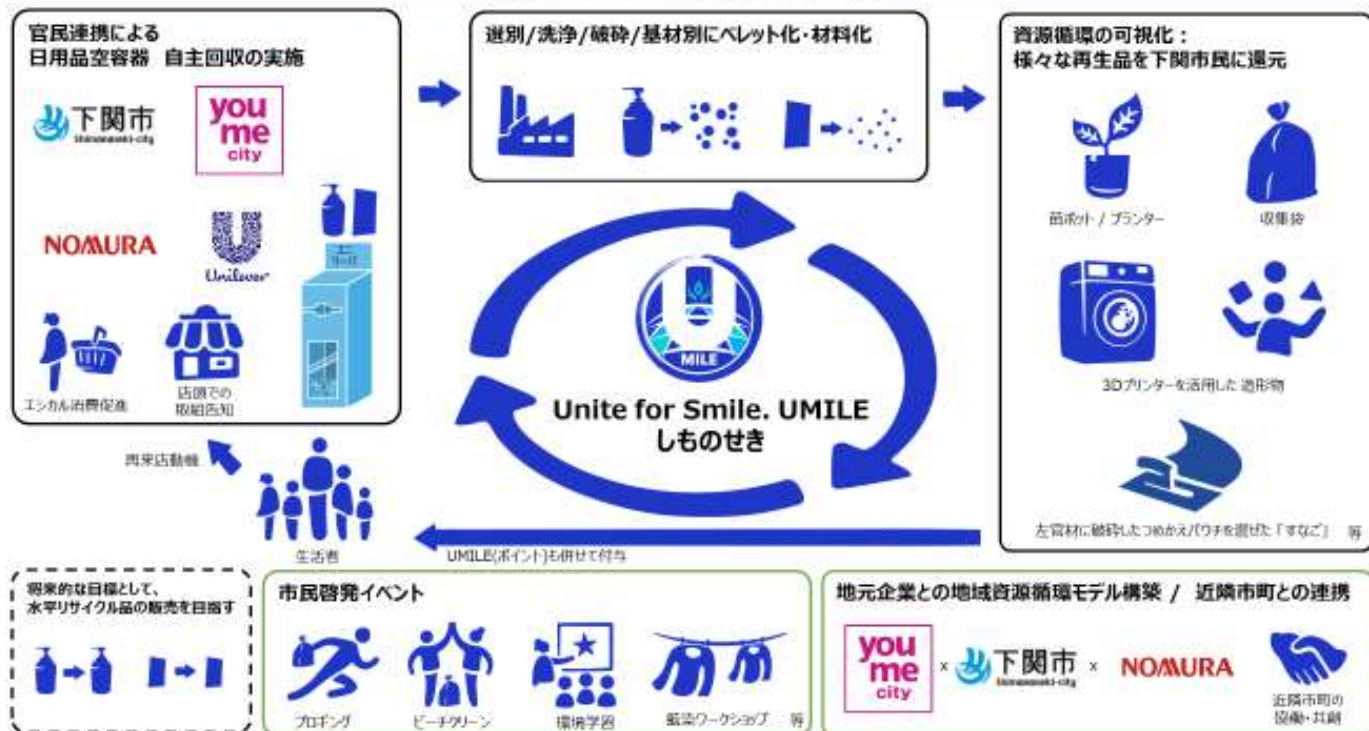 官民連携による
日用品空容器 自主回収の実施
下関市
Shimonoseki-city
you
me
city
NOMURA
Unilever
エシカル消費促進
店頭での
取組告知
選別/洗浄/破砕/基材別にペレット化・材料化
資源循環の可視化：
様々な再生品を下関市民に還元
苗ポット / プランター
収集袋
3Dプリンターを活用した 造形物
左官材に破砕したつめかえパウチを混ぜた「すなご」 等
MILE
Unite for Smile. UMILE
しものせき
再来店動機
生活者
UMILE(ポイント)も併せて付与
将来的な目標として、
水平リサイクル品の販売を目指す
市民啓発イベント
プロギング
ビーチクリーン
環境学習
藍染ワークショップ 等
地元企業との地域資源循環モデル構築 / 近隣市町との連携
you
me
city
x
下関市
Shimonoseki-city
x
NOMURA
近隣市町の
協働・共創